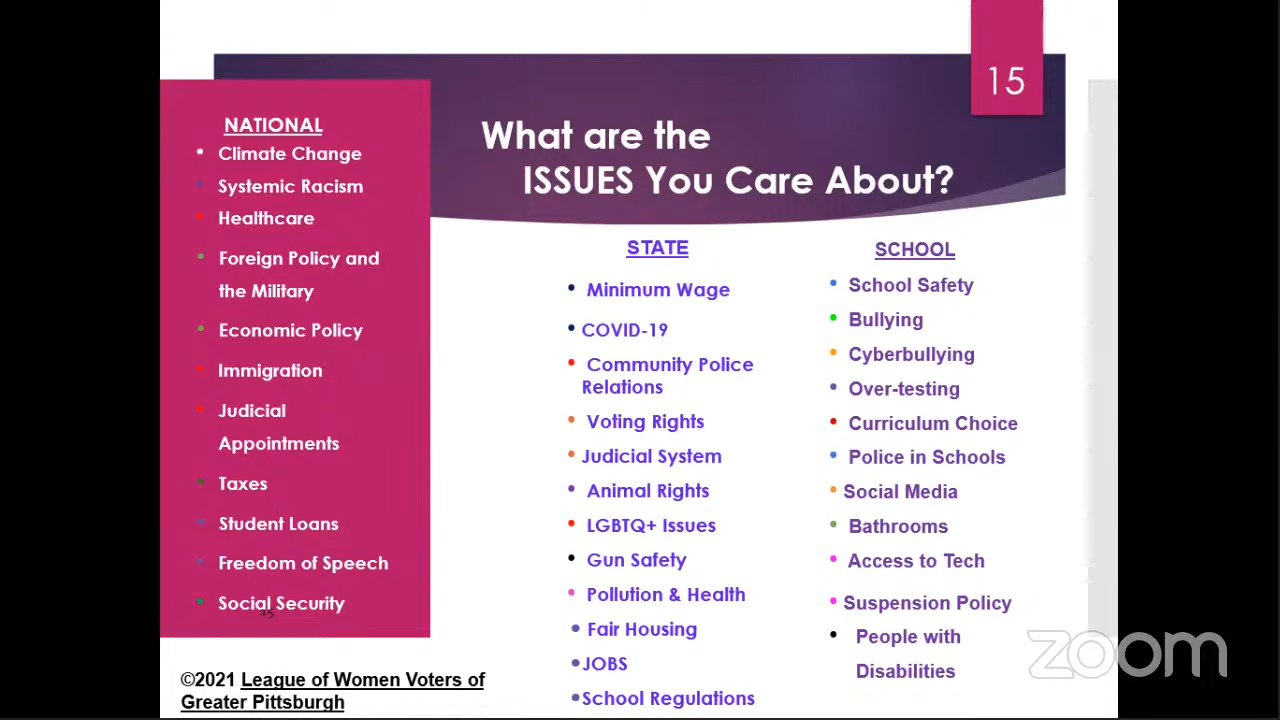 15
What are the
ISSUES You Care About?
NATIONAL
Climate Change
Systemic Racism
Healthcare
Foreign Policy and
the Military
Economic Policy
Immigration
Judicial
Appointments
Taxes
Student Loans
Freedom of Speech
Social Security
15
STATE
Minimum Wage
COVID-19
Community Police
Relations
Voting Rights
Judicial System
Animal Rights
LGBTQ+ Issues
Gun Safety
Pollution & Health
Fair Housing
JOBS
School Regulations
SCHOOL
School Safety
Bullying
Cyberbullying
Over-testing
Curriculum Choice
Police in Schools
Social Media
Bathrooms
Access to Tech
Suspension Policy
People with
Disabilities
©2021 League of Women Voters of
Greater Pittsburgh
zoom